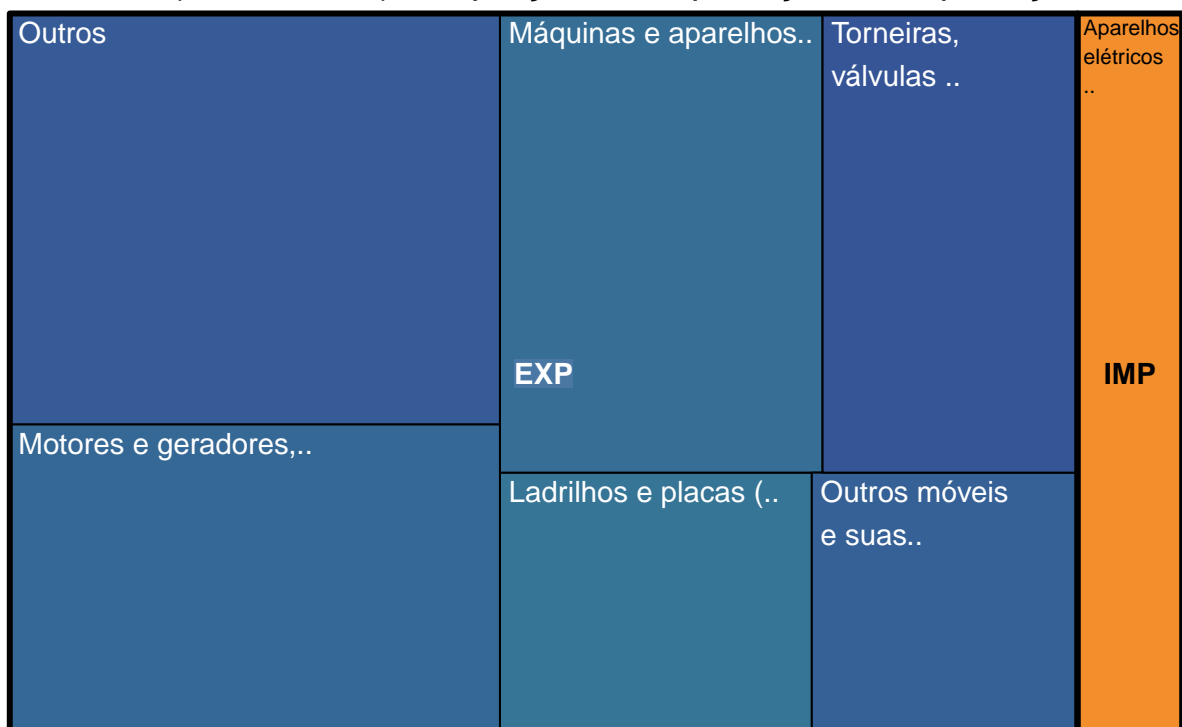 Outros
Máquinas e aparelhos..
Torneiras,
válvulas ..
Aparelhos
elétricos
..
EXP
IMP
Motores e geradores,..
Ladrilhos e placas (..
Outros móveis
e suas..